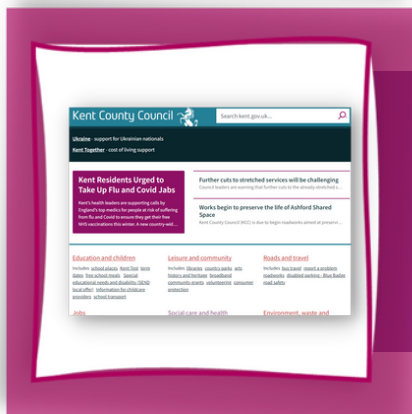 Kent County Council
Search kent.gov.uk...
Ukraine - support for Ukrainian nationals
Kent Together - cost of living support
Kent Residents Urged to
Take Up Flu and Covid Jabs
Kent's health leaders are supporting calls by
England's top medics for people at risk of suffering
from flu and Covid to ensure they get their free
NHS vaccinations this winter. A new country-wid...
Further cuts to stretched services will be challenging
Council leaders are warning that further cuts to the already stretched s...
Works begin to preserve the life of Ashford Shared
Space
Kent County Council (KCC) is due to begin roadworks aimed at preservi...
Education and children
Includes school places Kent Test term
dates free school meals Special
educational needs and disability (SEND
local offer) Information for childcare
providers school transport
Leisure and community
Includes libraries country parks arts
history and heritage broadband
community grants volunteering consumer
protection
Roads and travel
Includes bus travel report a problem
roadworks disabled parking - Blue Badge
road safety
Jobs
Social care and health
Environment, waste and